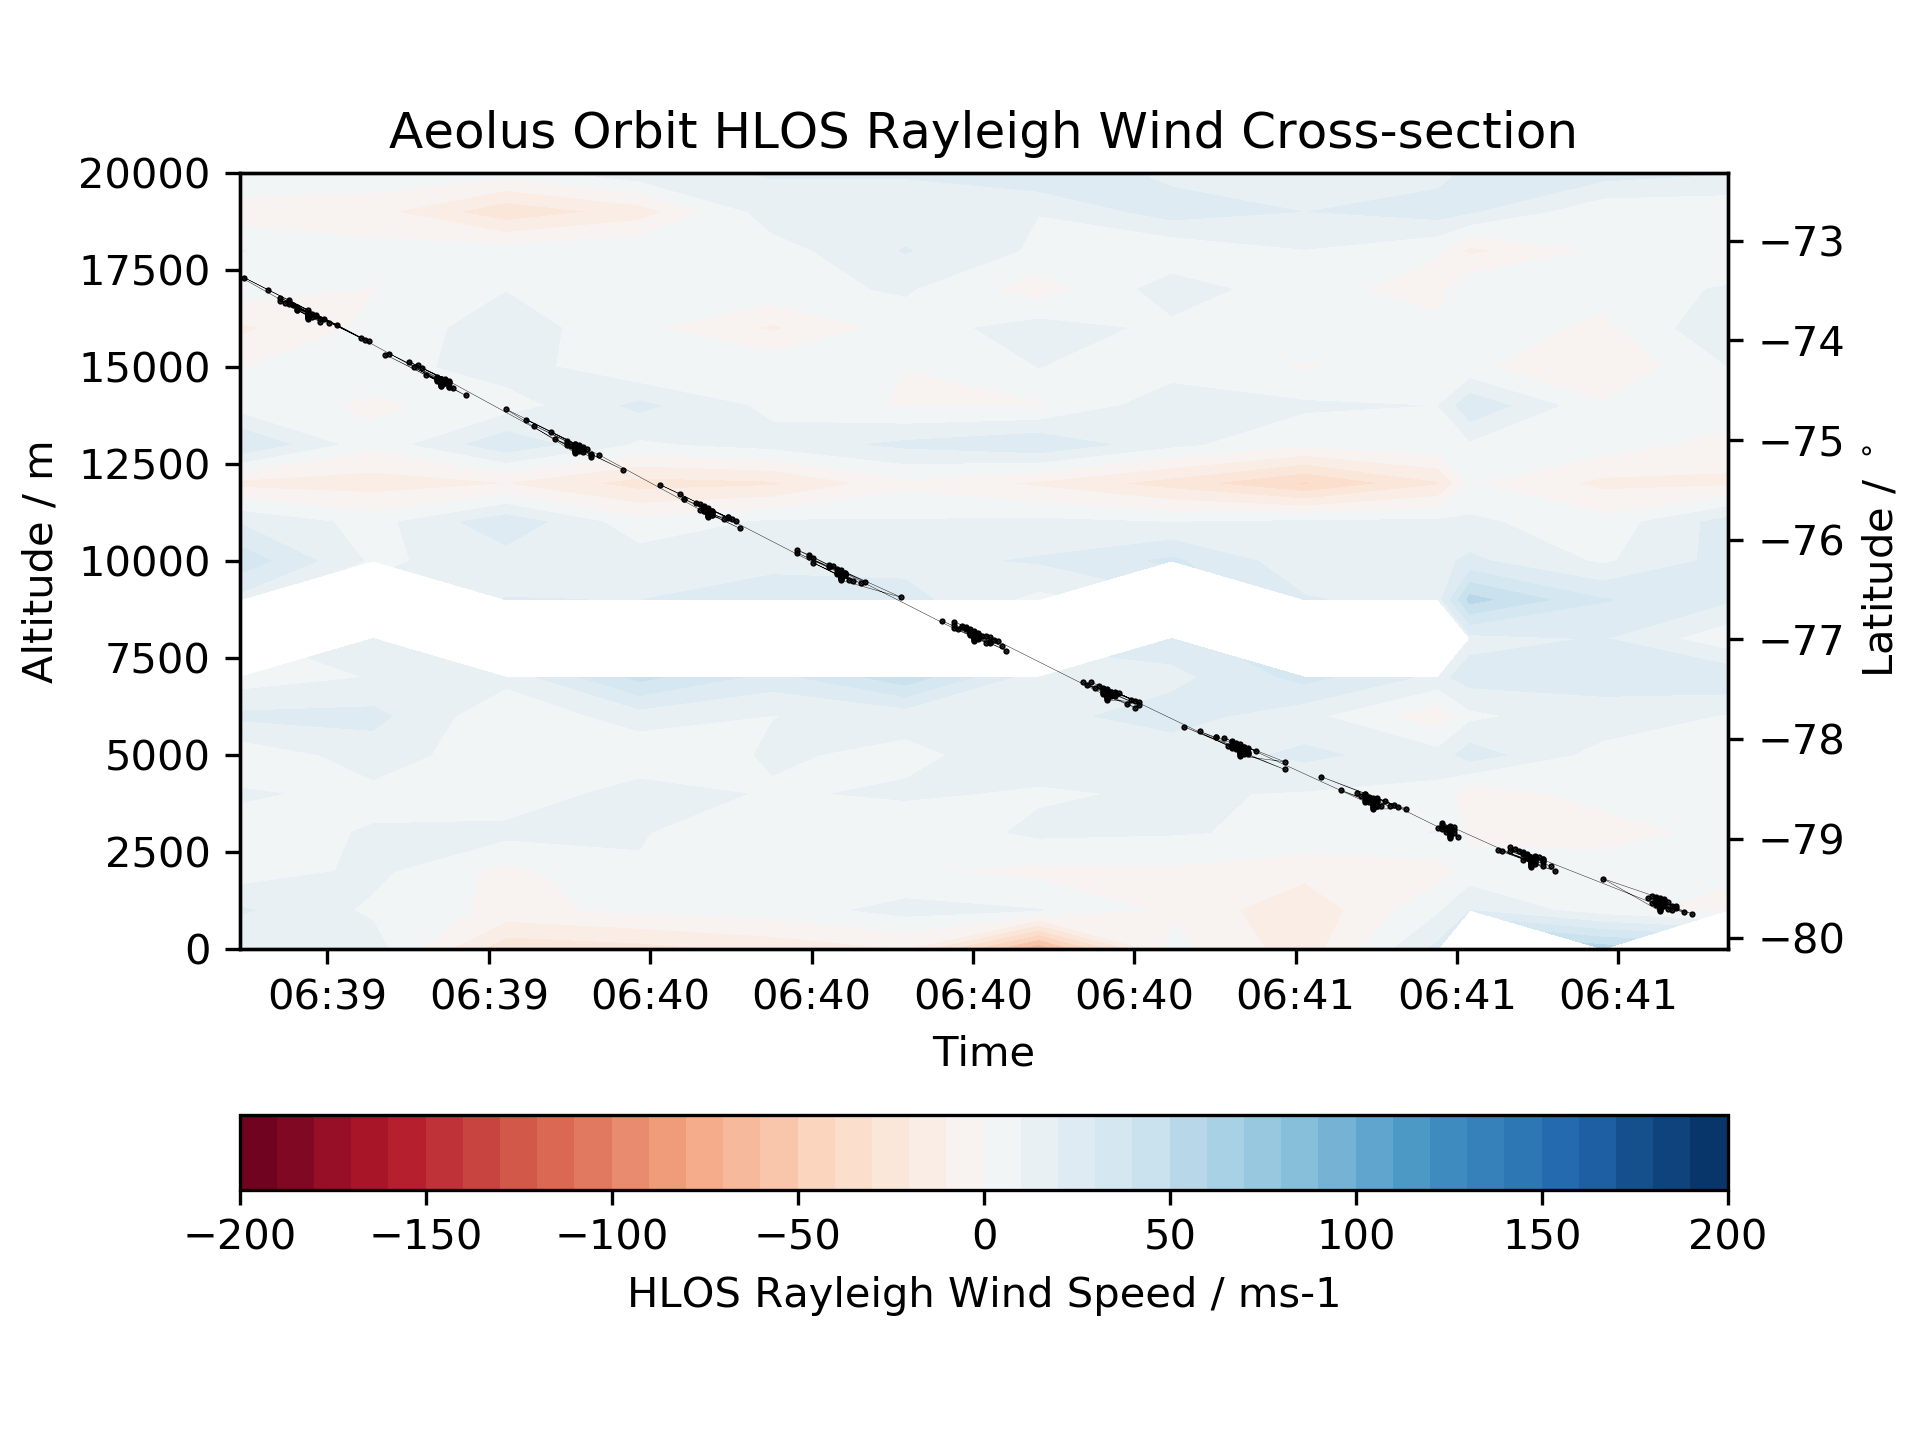 Aeolus Orbit HLOS Rayleigh Wind Cross-section
20000
17500
15000
12500
10000
7500
5000
2500
0
Altitude / m
−73
−74
−75
−76
−77
−78
−79
−80
Latitude / °
06:39 06:39 06:40 06:40 06:40 06:40 06:41 06:41 06:41
Time
−200 −150 −100 −50 0 50 100 150 200
HLOS Rayleigh Wind Speed / ms-1